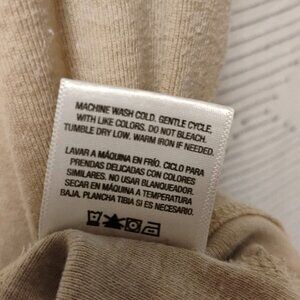 MACHINE WASH COLD. GENTLE CYCLE,
WITH LIKE COLORS. DO NOT BLEACH.
TUMBLE DRY LOW. WARM IRON IF NEEDED.
LAVAR A MÁQUINA EN FRÍO. CICLO PARA
PRENDAS DELICADAS CON COLORES
SIMILARES. NO USAR BLANQUEADOR.
SECAR EN MÁQUINA A TEMPERATURA
BAJA. PLANCHA TIBIA SI ES NECESARIO.